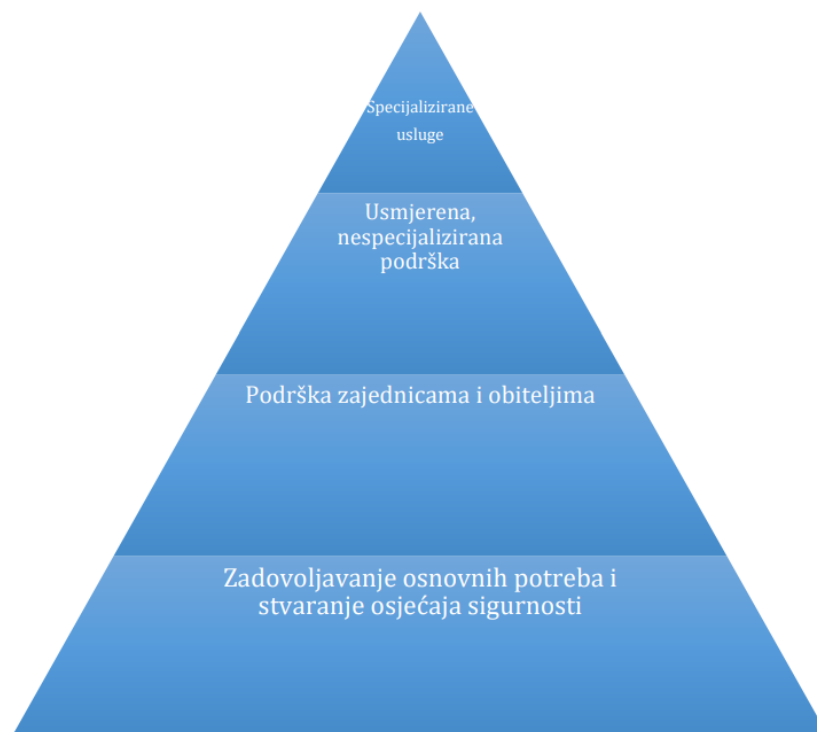 Specijalizirane
usluge
Usmjerena,
nespecijalizirana
podrška
Podrška zajednicama i obiteljima
Zadovoljavanje osnovnih potreba i
stvaranje osjećaja sigurnosti